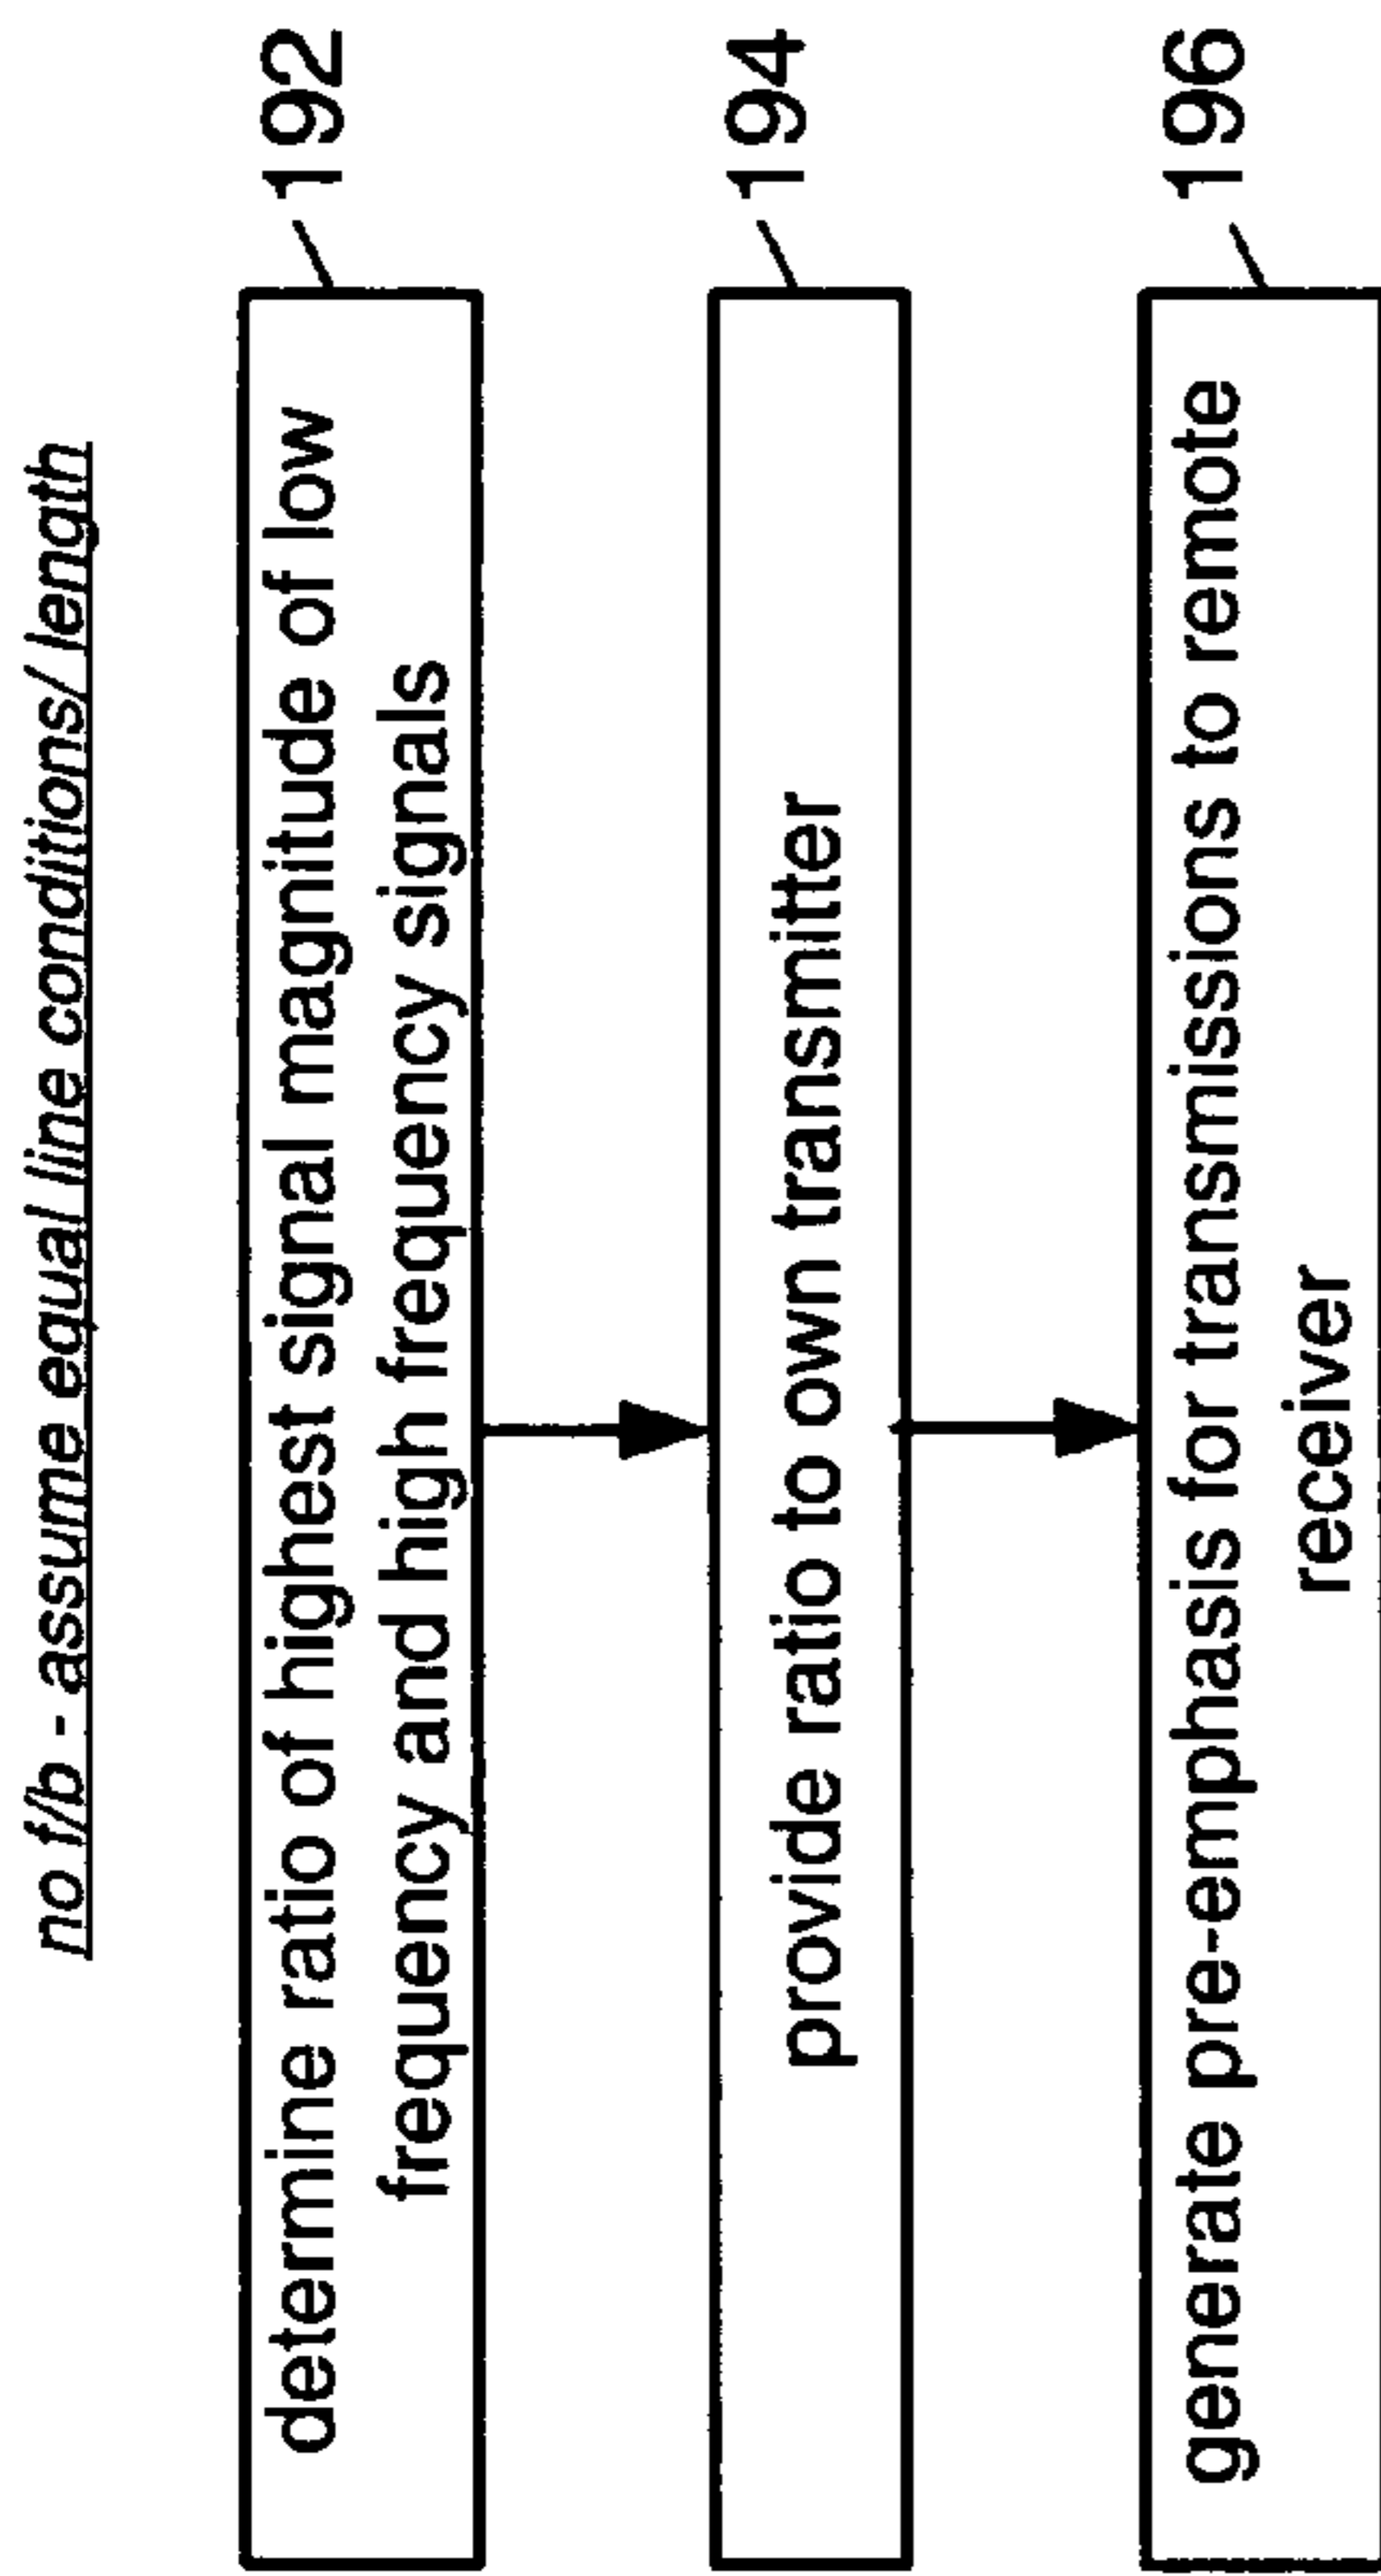 no f/b - assume equal line conditions/ length
determine ratio of highest signal magnitude of low
frequency and high frequency signals
192
provide ratio to own transmitter
194
generate pre-emphasis for transmissions to remote
receiver
196